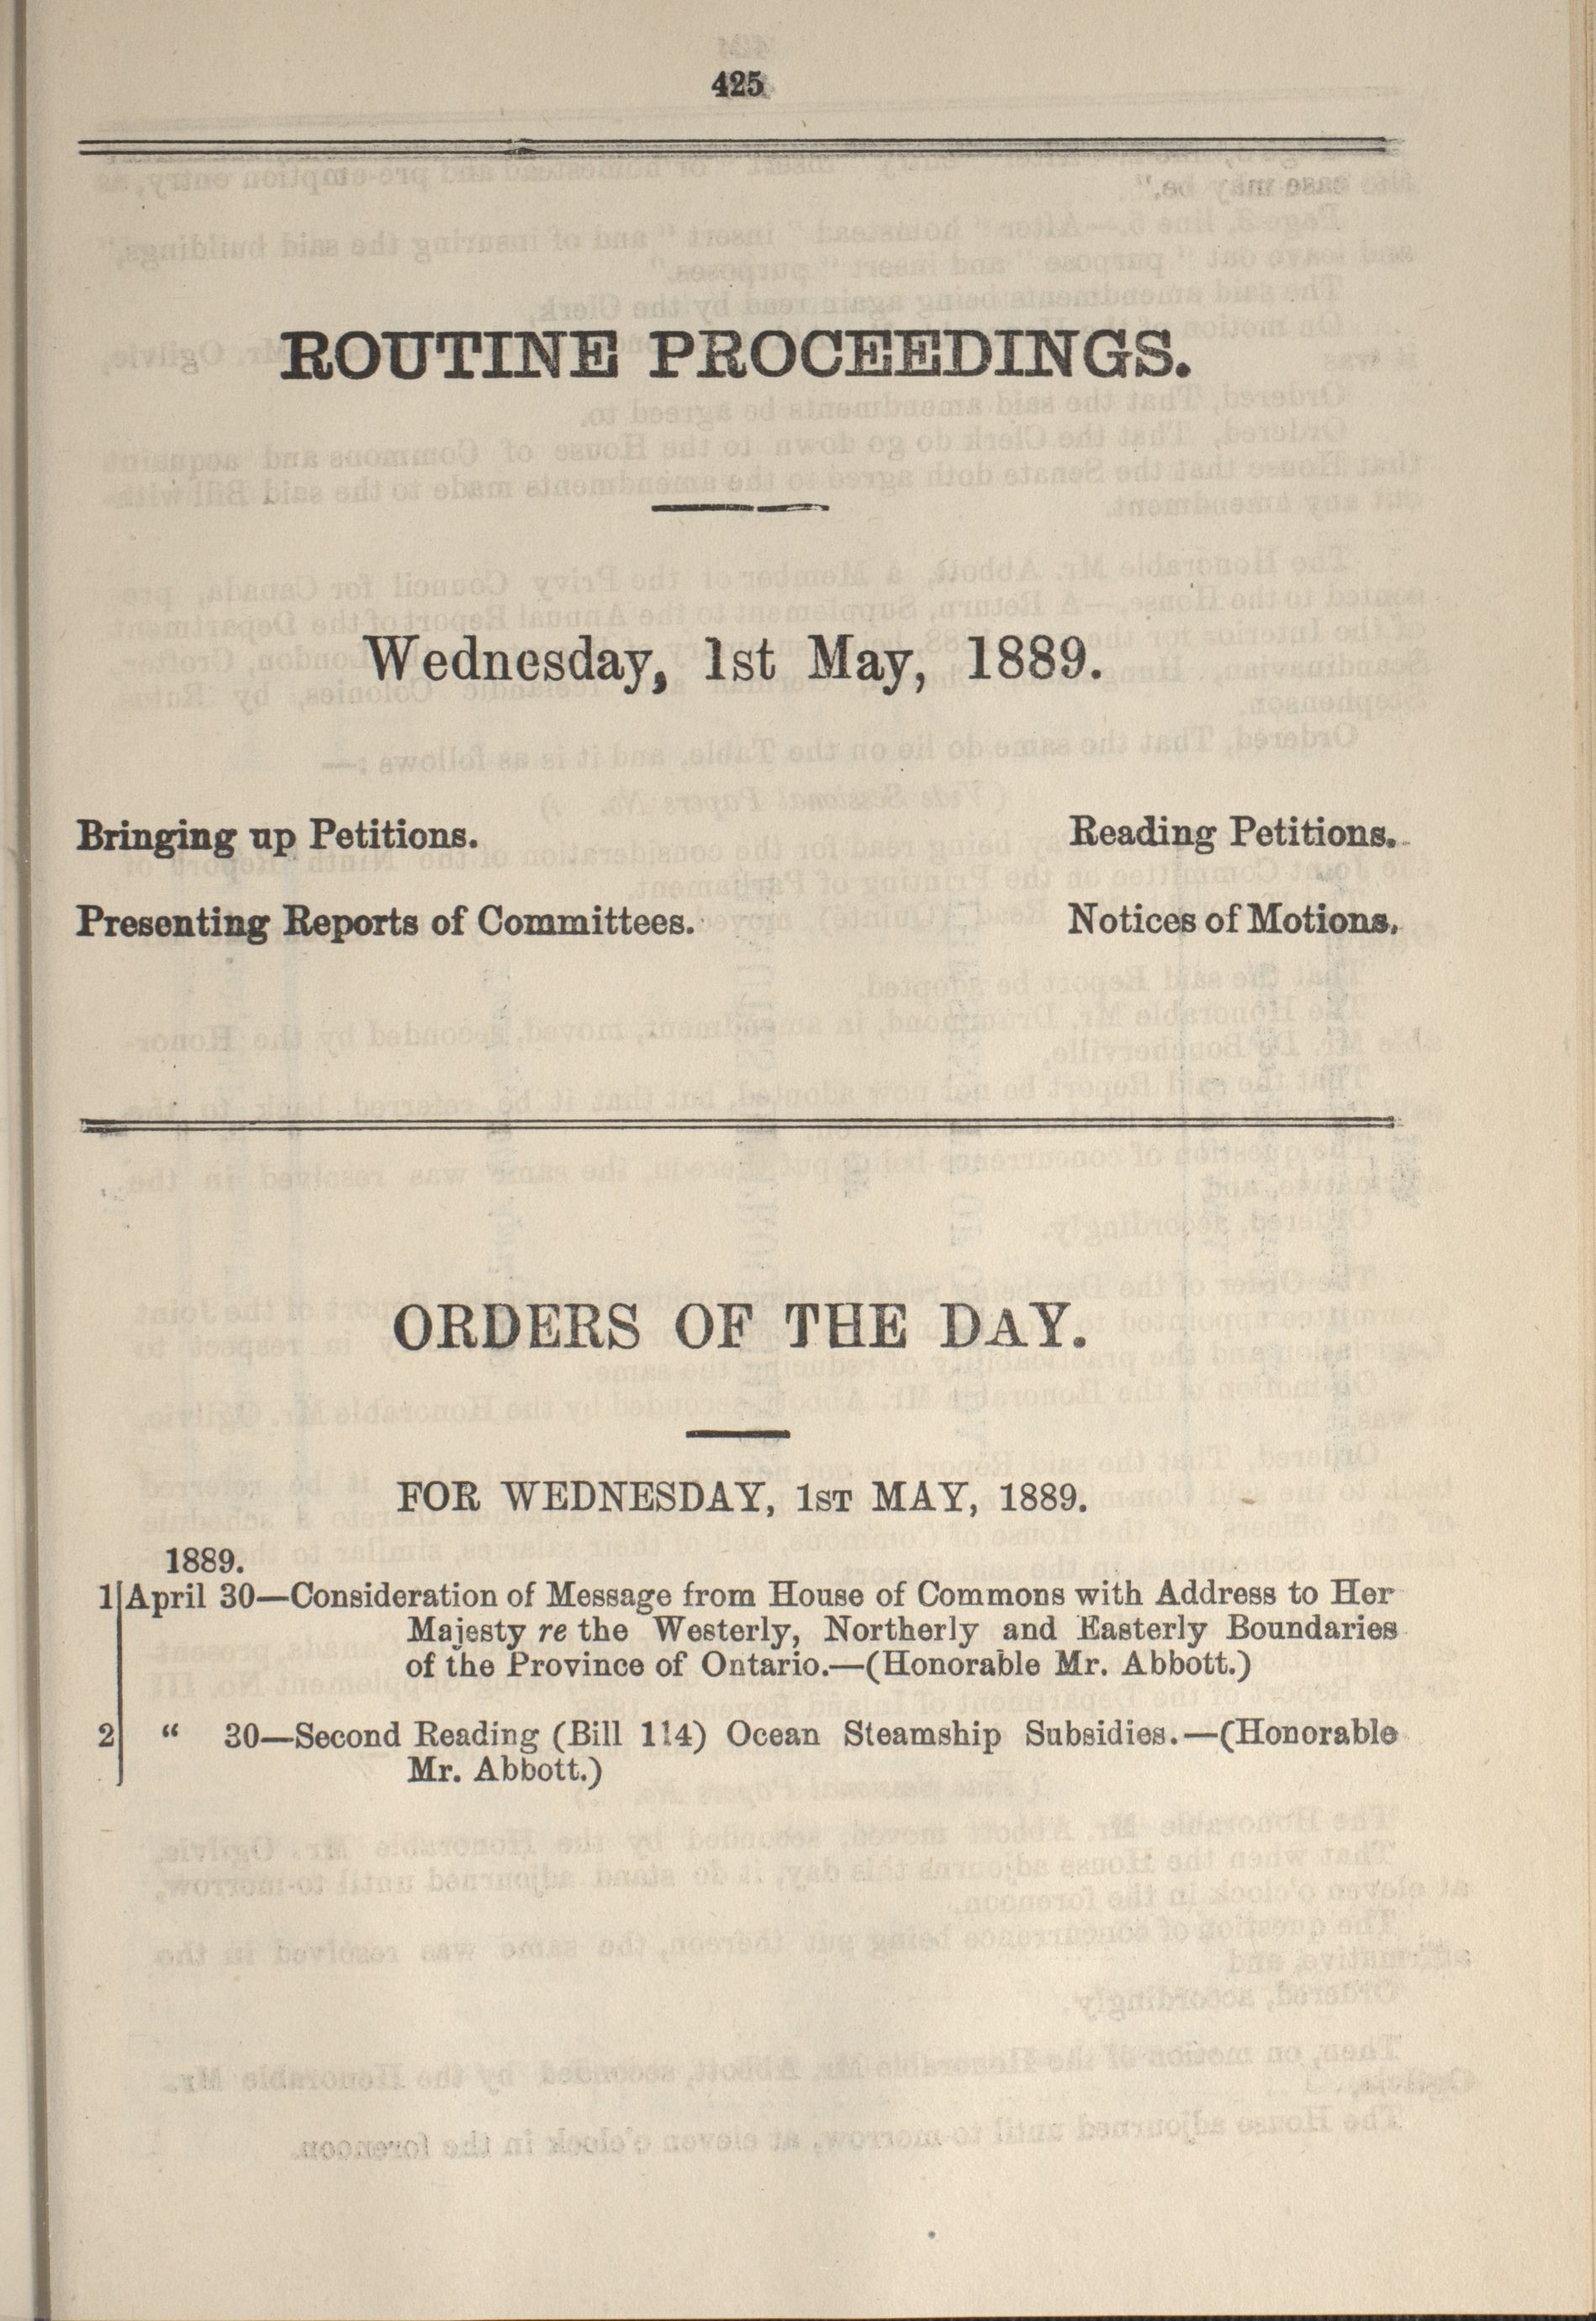 425
ROUTINE PROCEEDINGS.
Wednesday, 1st May, 1889.
Bringing up Petitions. Reading Petitions.
Presenting Reports of Committees. Notices of Motions.
ORDERS OF THE DAY.
FOR WEDNESDAY, 1ST MAY, 1889.
1889.
1 April 30—Consideration of Message from House of Commons with Address to Her
Majesty re the Westerly, Northerly and Easterly Boundaries
of the Province of Ontario.—(Honorable Mr. Abbott.)
2 “ 30—Second Reading (Bill 114) Ocean Steamship Subsidies.—(Honorable
Mr. Abbott.)